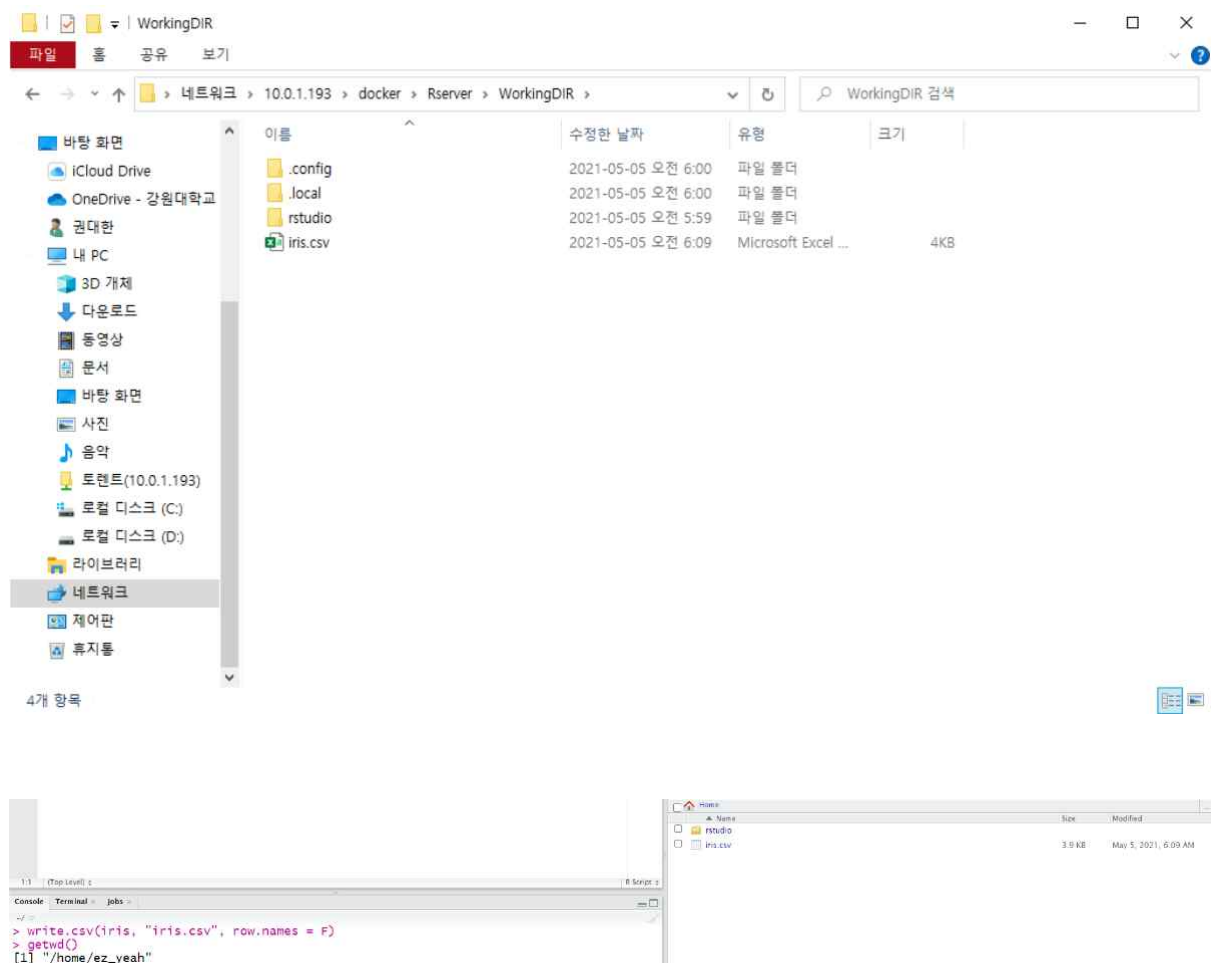 WorkingDIR
파일 홈 공유 보기
네트워크 > 10.0.1.193 > docker > Rserver > WorkingDIR >
WorkingDIR 검색
바탕 화면
iCloud Drive
OneDrive - 강원대학교
권대한
내 PC
3D 개체
다운로드
동영상
문서
바탕 화면
사진
음악
토렌트(10.0.1.193)
로컬 디스크 (C:)
로컬 디스크 (D:)
라이브러리
네트워크
제어판
휴지통
이름 수정한 날짜 유형 크기
.config 2021-05-05 오전 6:00 파일 폴더
.local 2021-05-05 오전 6:00 파일 폴더
rstudio 2021-05-05 오전 5:59 파일 폴더
iris.csv 2021-05-05 오전 6:09 Microsoft Excel ... 4KB
4개 항목
1:1 (Top Level) R Script
Console Terminal Jobs
~/
> write.csv(iris, "iris.csv", row.names = F)
> getwd()
[1] "/home/ez_yeah"
Home
Name Size Modified
rstudio
iris.csv 3.9 KB May 5, 2021, 6:09 AM